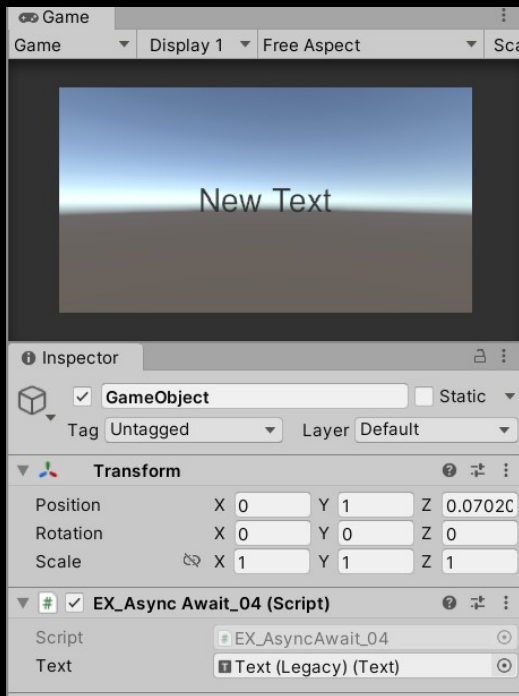 Game
Game Display 1 Free Aspect Sca
New Text
Inspector
GameObject Static
Tag Untagged Layer Default
Transform
Position X 0 Y 1 Z 0.07020
Rotation X 0 Y 0 Z 0
Scale X 1 Y 1 Z 1
# EX_Async Await_04 (Script)
Script # EX_AsyncAwait_04
Text T Text (Legacy) (Text)